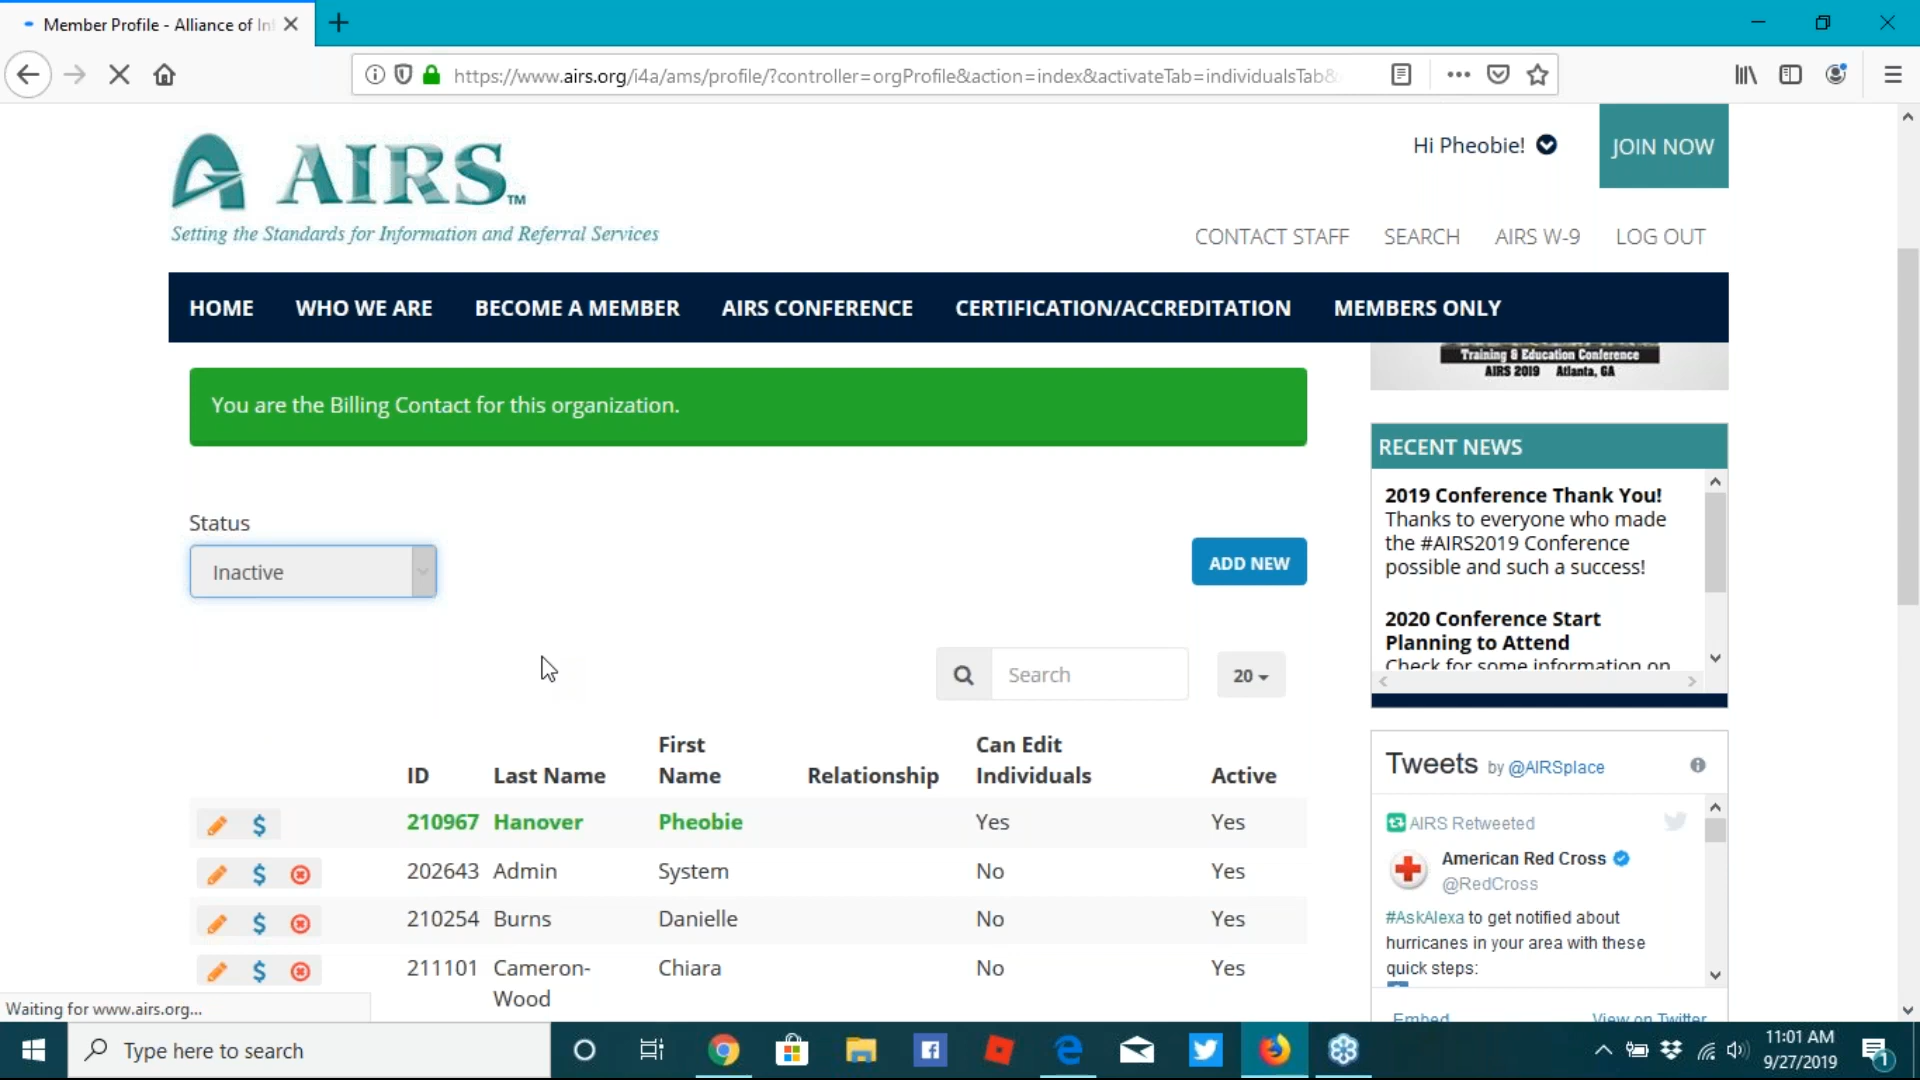 Member Profile - Alliance of In
https://www.airs.org/i4a/ams/profile/?controller=orgProfile&action=index&activateTab=individualsTab&
AIRS™
Setting the Standards for Information and Referral Services
Hi Pheobie!
JOIN NOW
CONTACT STAFF SEARCH AIRS W-9 LOG OUT
HOME WHO WE ARE BECOME A MEMBER AIRS CONFERENCE CERTIFICATION/ACCREDITATION MEMBERS ONLY
You are the Billing Contact for this organization.
Status
Inactive
ADD NEW
Search
20
ID Last Name First Name Relationship Can Edit Individuals Active
210967 Hanover Pheobie Yes Yes
202643 Admin System No Yes
210254 Burns Danielle No Yes
211101 Cameron-Wood Chiara No Yes
Training & Education Conference
AIRS 2019 Atlanta, GA
RECENT NEWS
2019 Conference Thank You!
Thanks to everyone who made
the #AIRS2019 Conference
possible and such a success!
2020 Conference Start
Planning to Attend
Check for some information on
Tweets by @AIRSplace
AIRS Retweeted
American Red Cross
@RedCross
#AskAlexa to get notified about
hurricanes in your area with these
quick steps:
Embed View on Twitter
Waiting for www.airs.org...
Type here to search
11:01 AM
9/27/2019
1